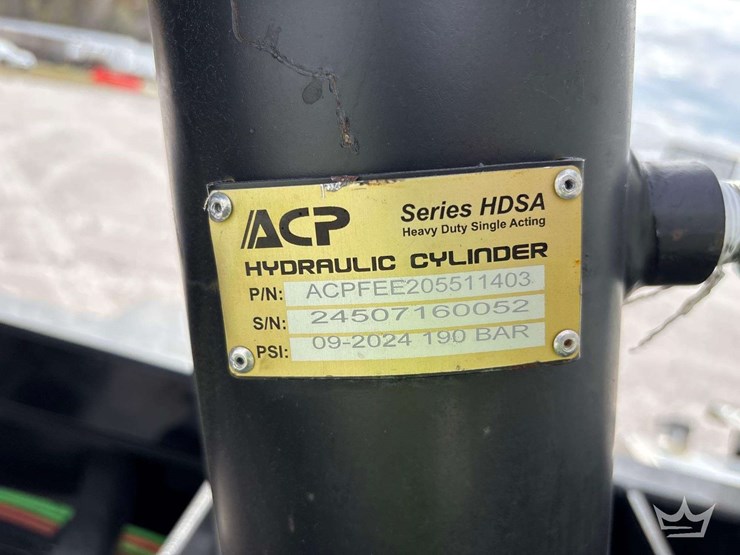 ACP
Series HDSA
Heavy Duty Single Acting
HYDRAULIC CYLINDER
P/N: ACPFEE205511403
S/N: 24507160052
PSI: 09-2024 190 BAR